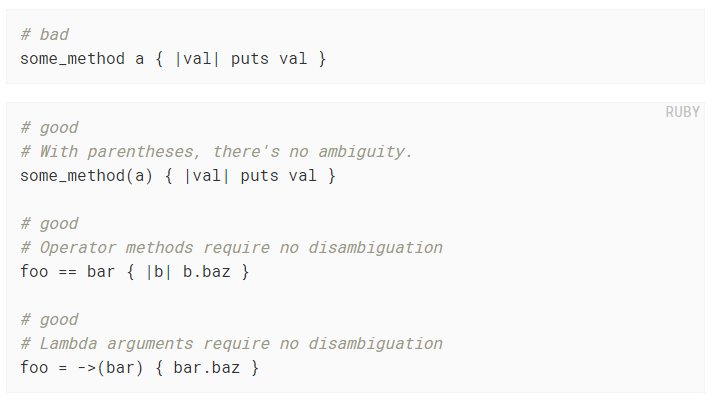 # bad
some_method a { |val| puts val }
RUBY
# good
# With parentheses, there's no ambiguity.
some_method(a) { |val| puts val }
# good
# Operator methods require no disambiguation
foo == bar { |b| b.baz }
# good
# Lambda arguments require no disambiguation
foo = ->(bar) { bar.baz }